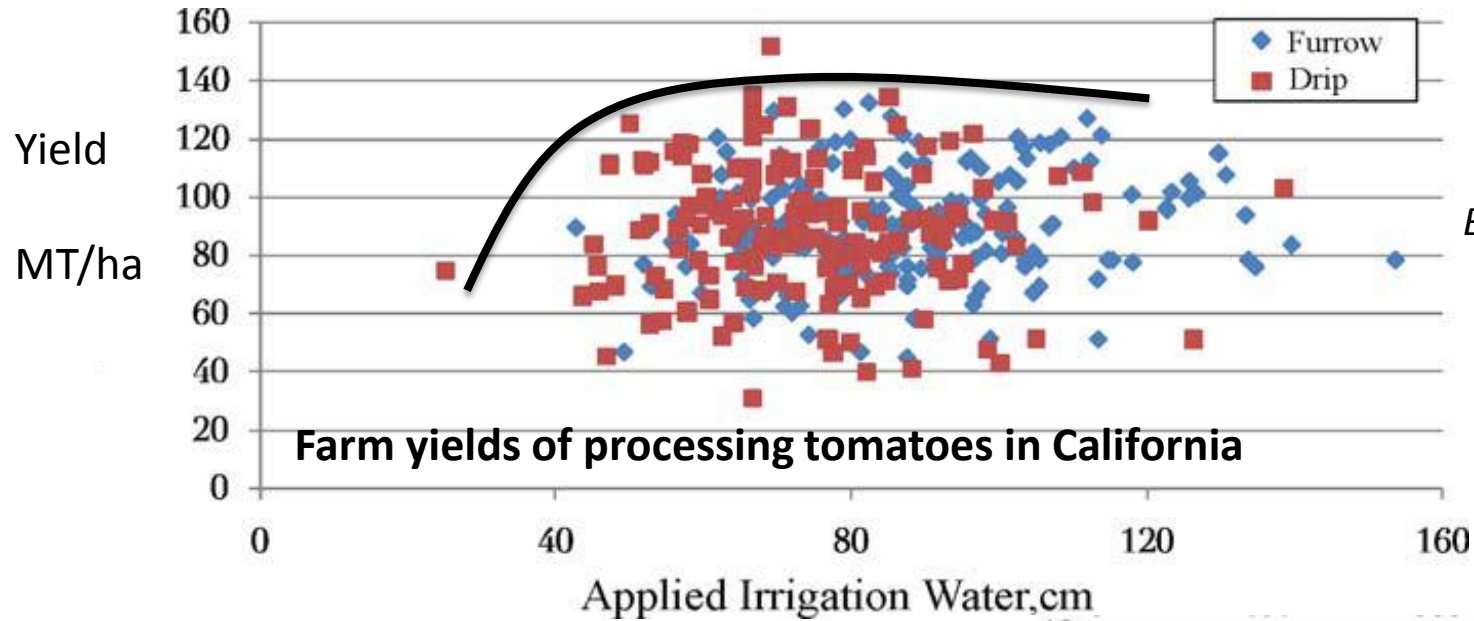 160
140
120
100
80
60
40
20
0
Yield
MT/ha
Furrow
Drip
E
Farm yields of processing tomatoes in California
0 40 80 120 160
Applied Irrigation Water,cm